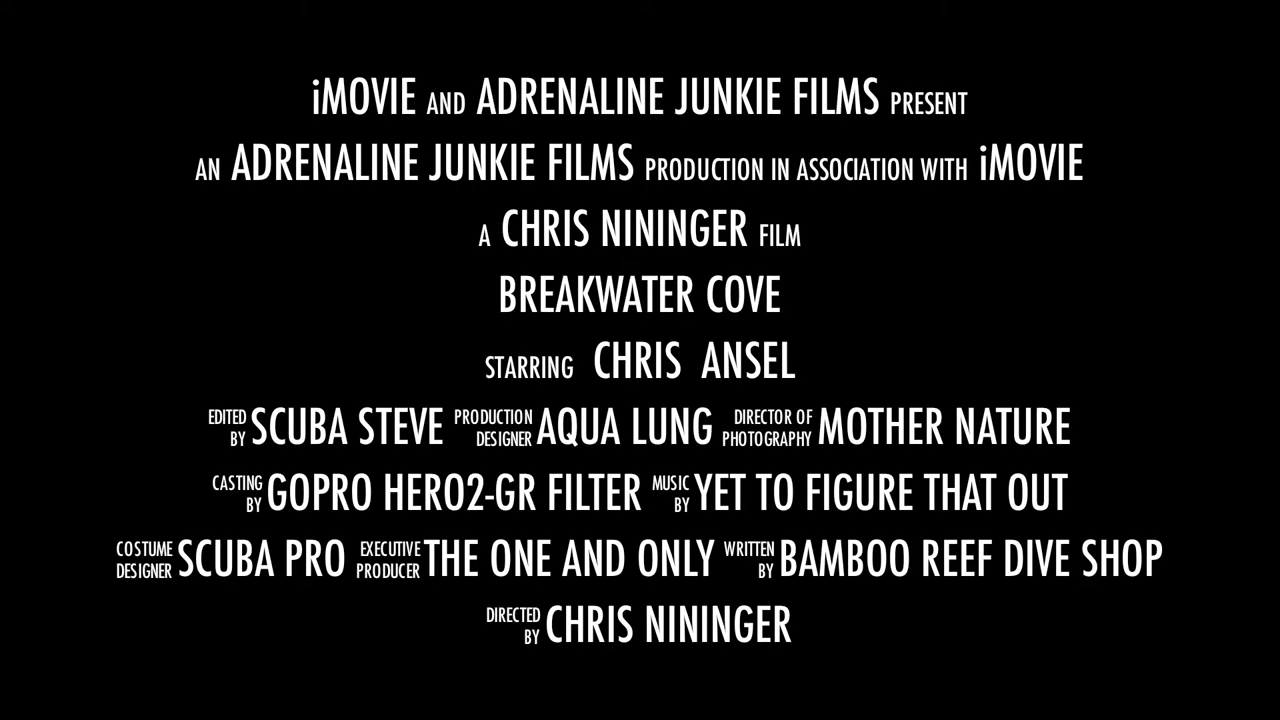 iMOVIE AND ADRENALINE JUNKIE FILMS PRESENT
AN ADRENALINE JUNKIE FILMS PRODUCTION IN ASSOCIATION WITH iMOVIE
A CHRIS NININGER FILM
BREAKWATER COVE
STARRING CHRIS ANSEL
EDITED BY SCUBA STEVE PRODUCTION DESIGNER AQUA LUNG DIRECTOR OF PHOTOGRAPHY MOTHER NATURE
CASTING BY GOPRO HERO2-GR FILTER MUSIC BY YET TO FIGURE THAT OUT
COSTUME DESIGNER SCUBA PRO EXECUTIVE PRODUCER THE ONE AND ONLY WRITTEN BY BAMBOO REEF DIVE SHOP
DIRECTED BY CHRIS NININGER